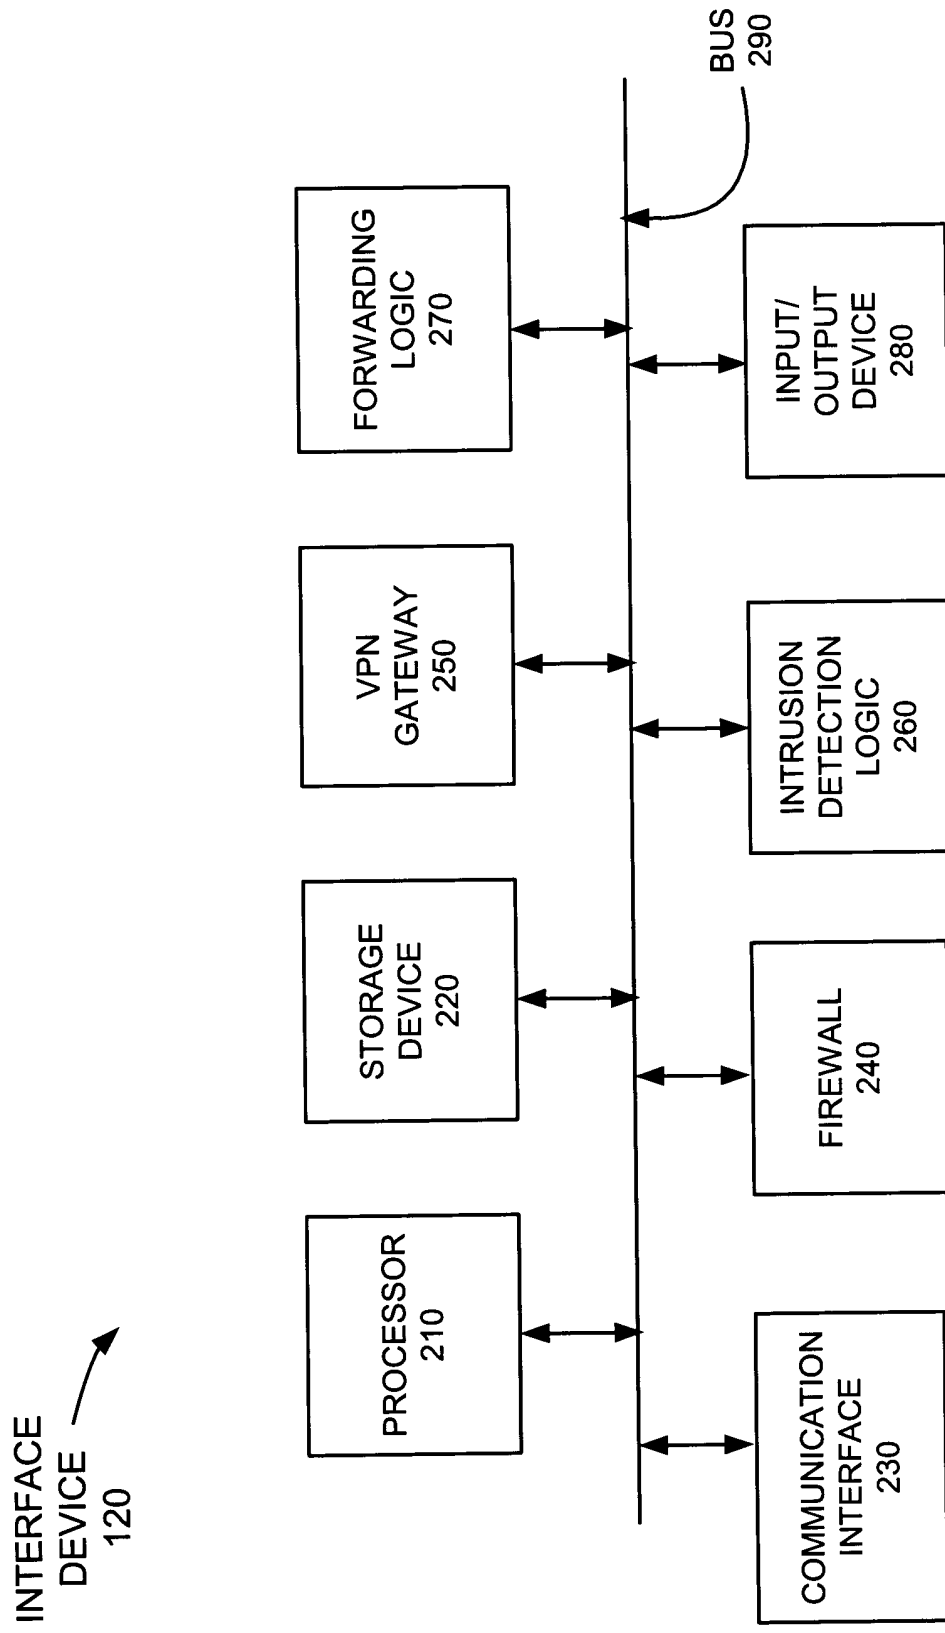 INTERFACE
DEVICE
120
PROCESSOR
210
STORAGE
DEVICE
220
VPN
GATEWAY
250
FORWARDING
LOGIC
270
BUS
290
COMMUNICATION
INTERFACE
230
FIREWALL
240
INTRUSION
DETECTION
LOGIC
260
INPUT/
OUTPUT
DEVICE
280